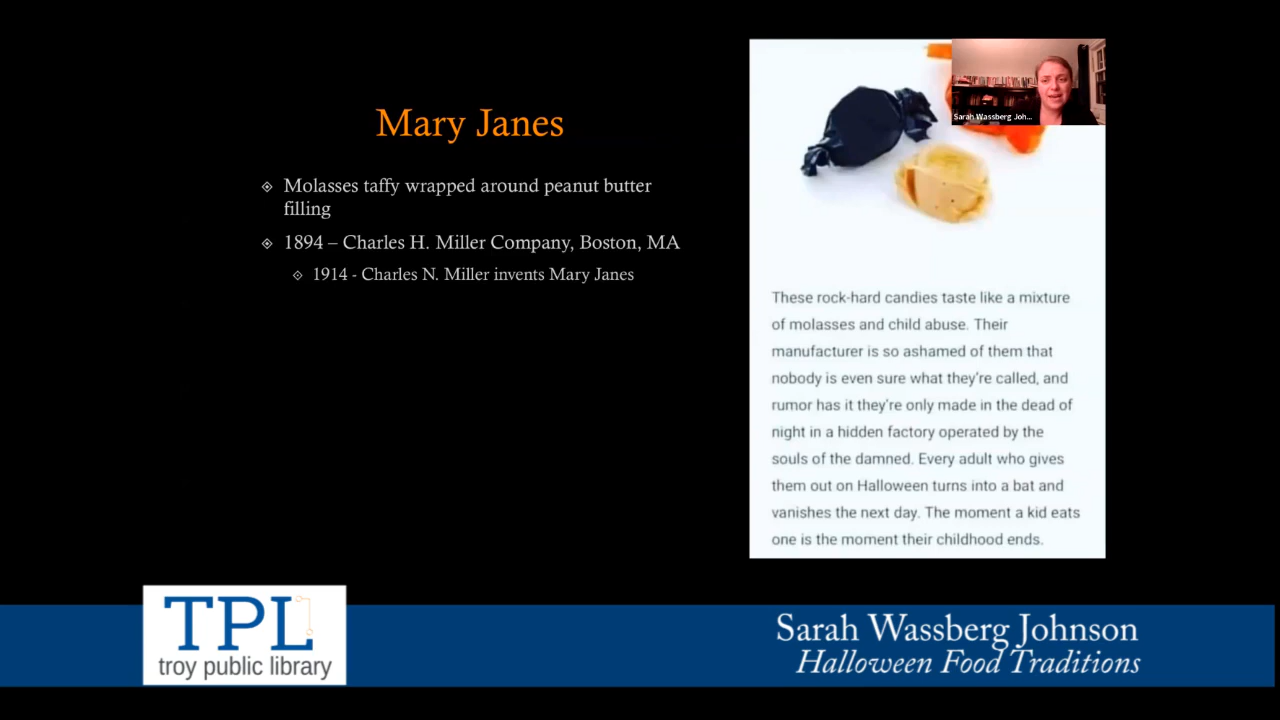 Mary Janes
Molasses taffy wrapped around peanut butter
filling
1894 – Charles H. Miller Company, Boston, MA
1914 - Charles N. Miller invents Mary Janes
Sarah Wassberg Joh...
These rock-hard candies taste like a mixture
of molasses and child abuse. Their
manufacturer is so ashamed of them that
nobody is even sure what they're called, and
rumor has it they're only made in the dead of
night in a hidden factory operated by the
souls of the damned. Every adult who gives
them out on Halloween turns into a bat and
vanishes the next day. The moment a kid eats
one is the moment their childhood ends.
TPL
troy public library
Sarah Wassberg Johnson
Halloween Food Traditions